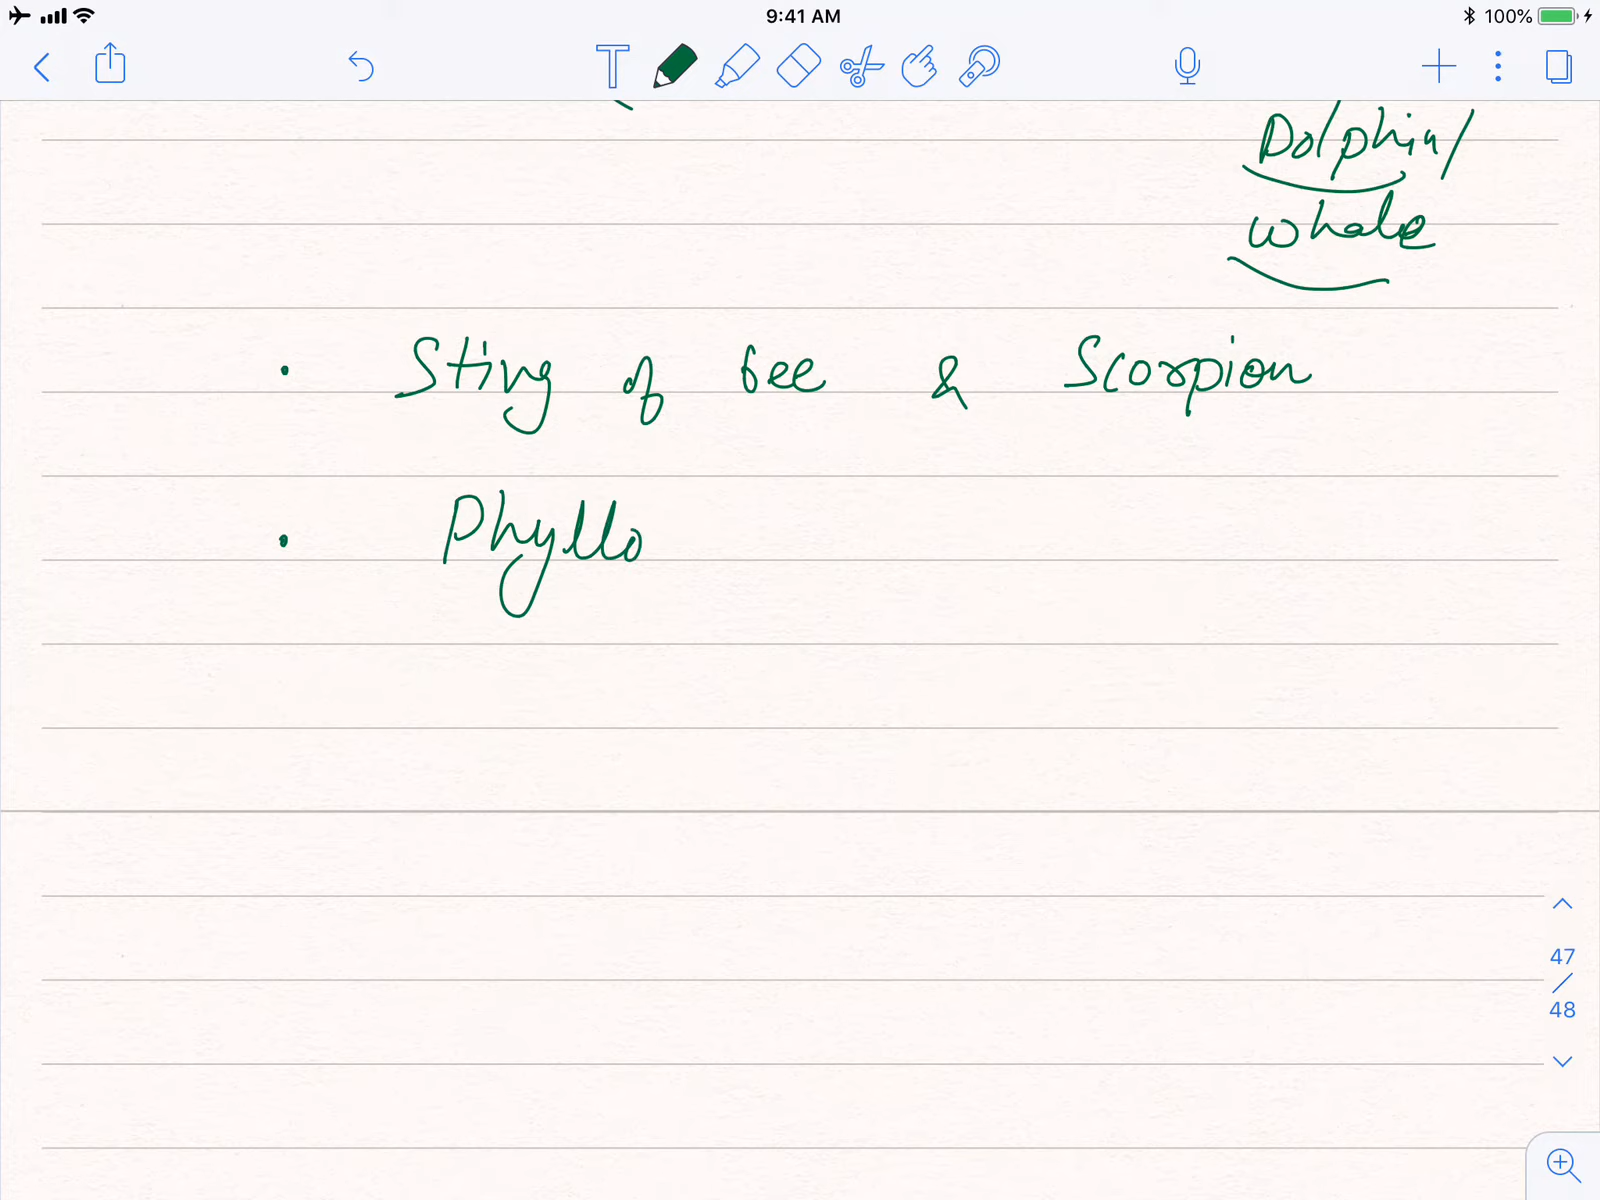 9:41 AM
100%
T
Dolphin/
whale
• Sting of bee & Scorpion
• Phyllo
47
/
48